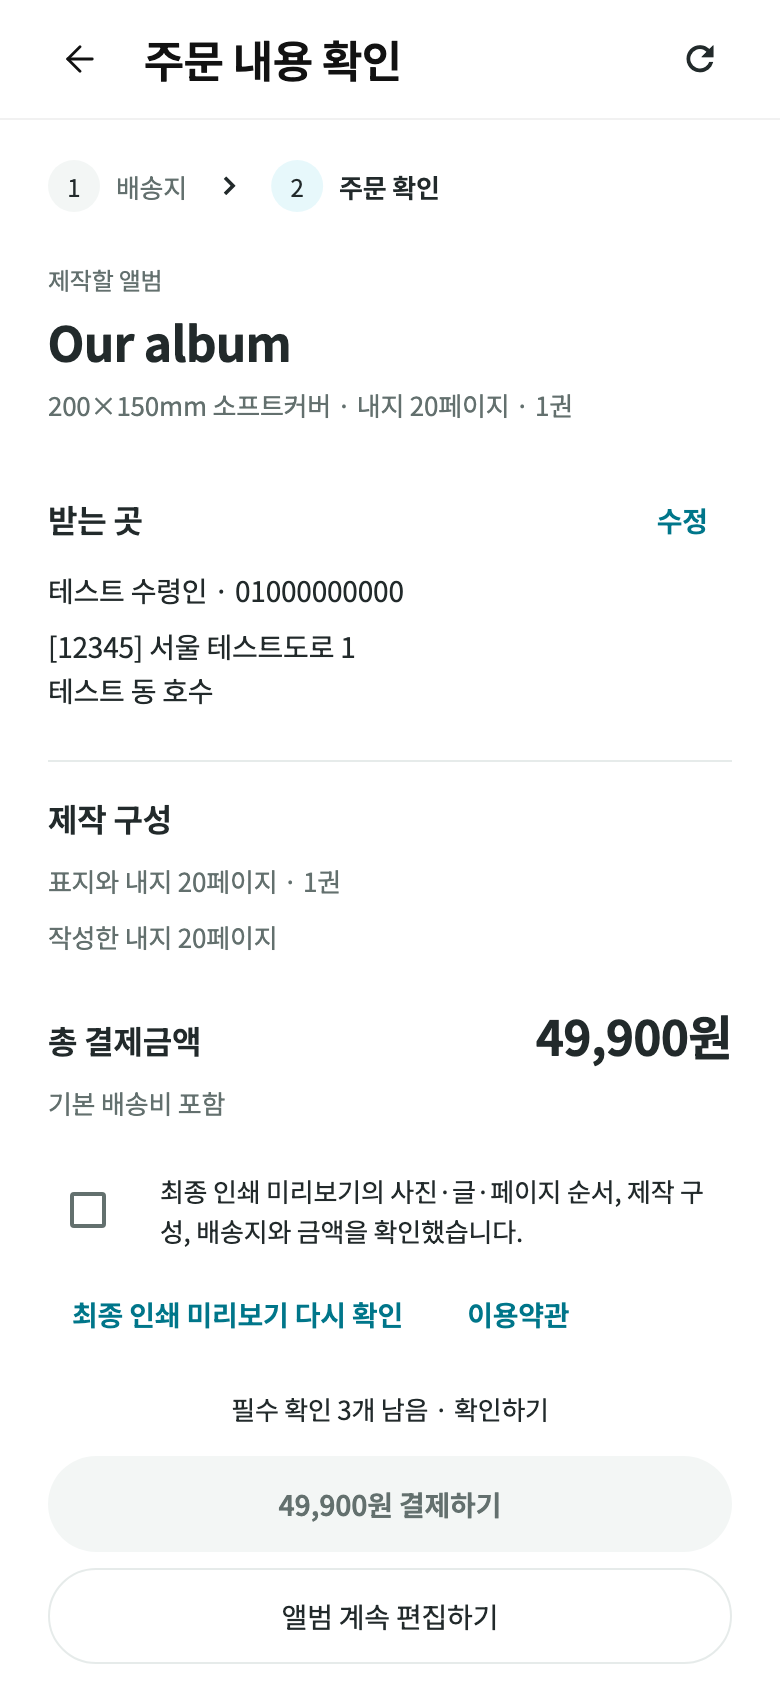 주문 내용 확인
1 배송지 2 주문 확인
제작할 앨범
Our album
200×150mm 소프트커버 · 내지 20페이지 · 1권
받는 곳 수정
테스트 수령인 · 01000000000
[12345] 서울 테스트도로 1
테스트 동 호수
제작 구성
표지와 내지 20페이지 · 1권
작성한 내지 20페이지
총 결제금액 49,900원
기본 배송비 포함
최종 인쇄 미리보기의 사진·글·페이지 순서, 제작 구
성, 배송지와 금액을 확인했습니다.
최종 인쇄 미리보기 다시 확인 이용약관
필수 확인 3개 남음 · 확인하기
49,900원 결제하기
앨범 계속 편집하기